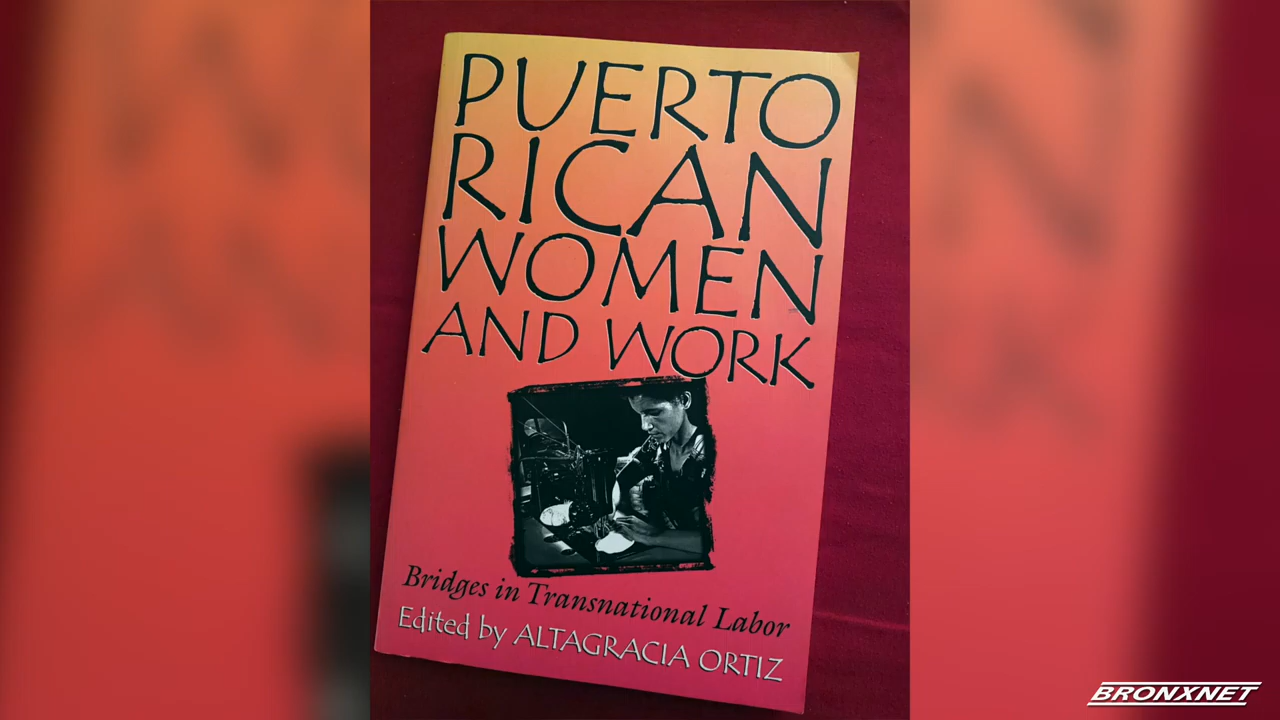 PUERTO
RICAN
WOMEN
AND WORK
Bridges in Transnational Labor
Edited by ALTAGRACIA ORTIZ
BRONXNET